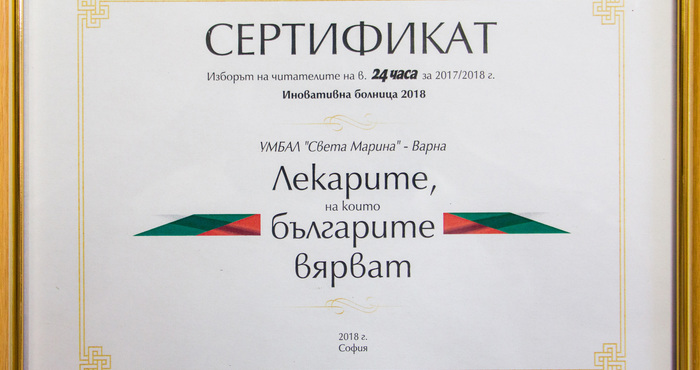 СЕРТИФИКАТ
Изборът на читателите на в. 24 часа за 2017/2018 г.
Иновативна болница 2018
УМБАЛ "Света Марина" - Варна
Лекарите,
на които
българите
вярват
2018 г.
София